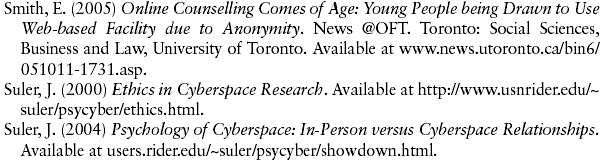 Smith, E. (2005) Online Counselling Comes of Age: Young People being Drawn to Use
Web-based Facility due to Anonymity. News @OFT. Toronto: Social Sciences,
Business and Law, University of Toronto. Available at www.news.utoronto.ca/bin6/
051011-1731.asp.
Suler, J. (2000) Ethics in Cyberspace Research. Available at http://www.usnrider.edu/~
suler/psycyber/ethics.html.
Suler, J. (2004) Psychology of Cyberspace: In-Person versus Cyberspace Relationships.
Available at users.rider.edu/~suler/psycyber/showdown.html.